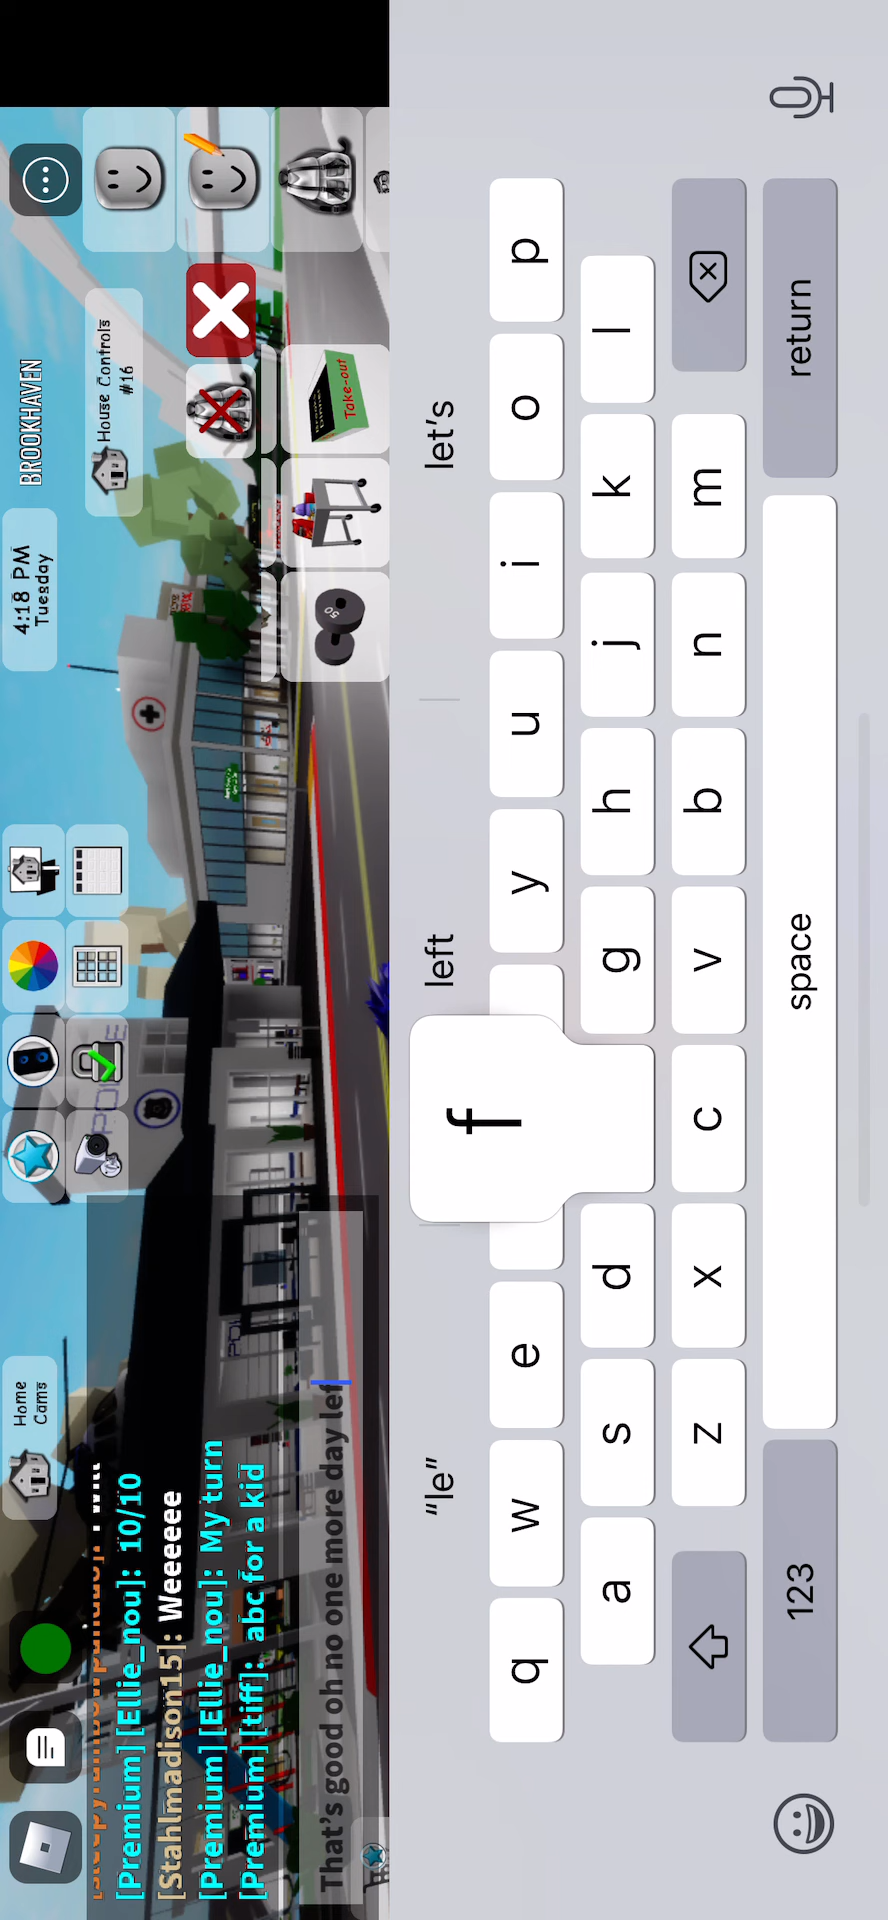 BROOKHAVEN
4:18 PM
Tuesday
House Controls
#16
Home
Cams
[Premium] [Ellie_nou]: 10/10
[Stahlmadison15]: Weeeeee
[Premium] [Ellie_nou]: My turn
[Premium] [tiff]: abc for a kid
That's good oh no one more day lef
Take-out
50
“le”
left
let's
q w e y u i o p
a s d f g h j k l
z x c v b n m
123 space return